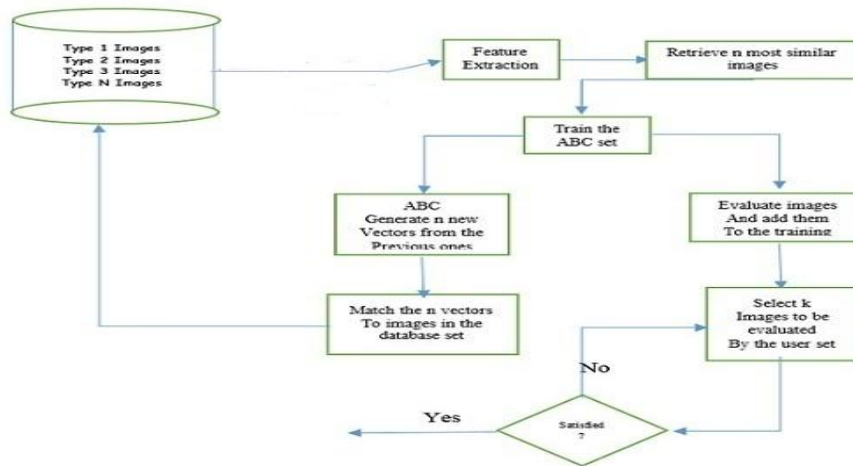 Type 1 Images
Type 2 Images
Type 3 Images
Type N Images
Feature
Extraction
Retrieve n most similar
images
Train the
ABC set
ABC
Generate n new
Vectors from the
Previous ones
Evaluate images
And add them
To the training
Match the n vectors
To images in the
database set
Select k
Images to be
evaluated
By the user set
No
Yes
Satisfied
?